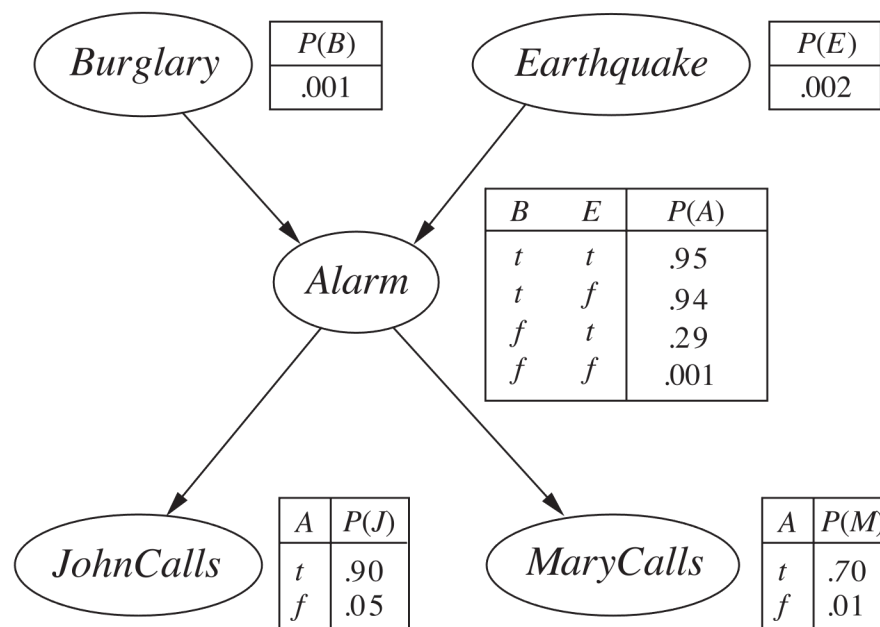 Burglary
P(B)
.001
Earthquake
P(E)
.002
B E P(A)
t t .95
t f .94
f t .29
f f .001
Alarm
JohnCalls
A P(J)
t .90
f .05
MaryCalls
A P(M)
t .70
f .01